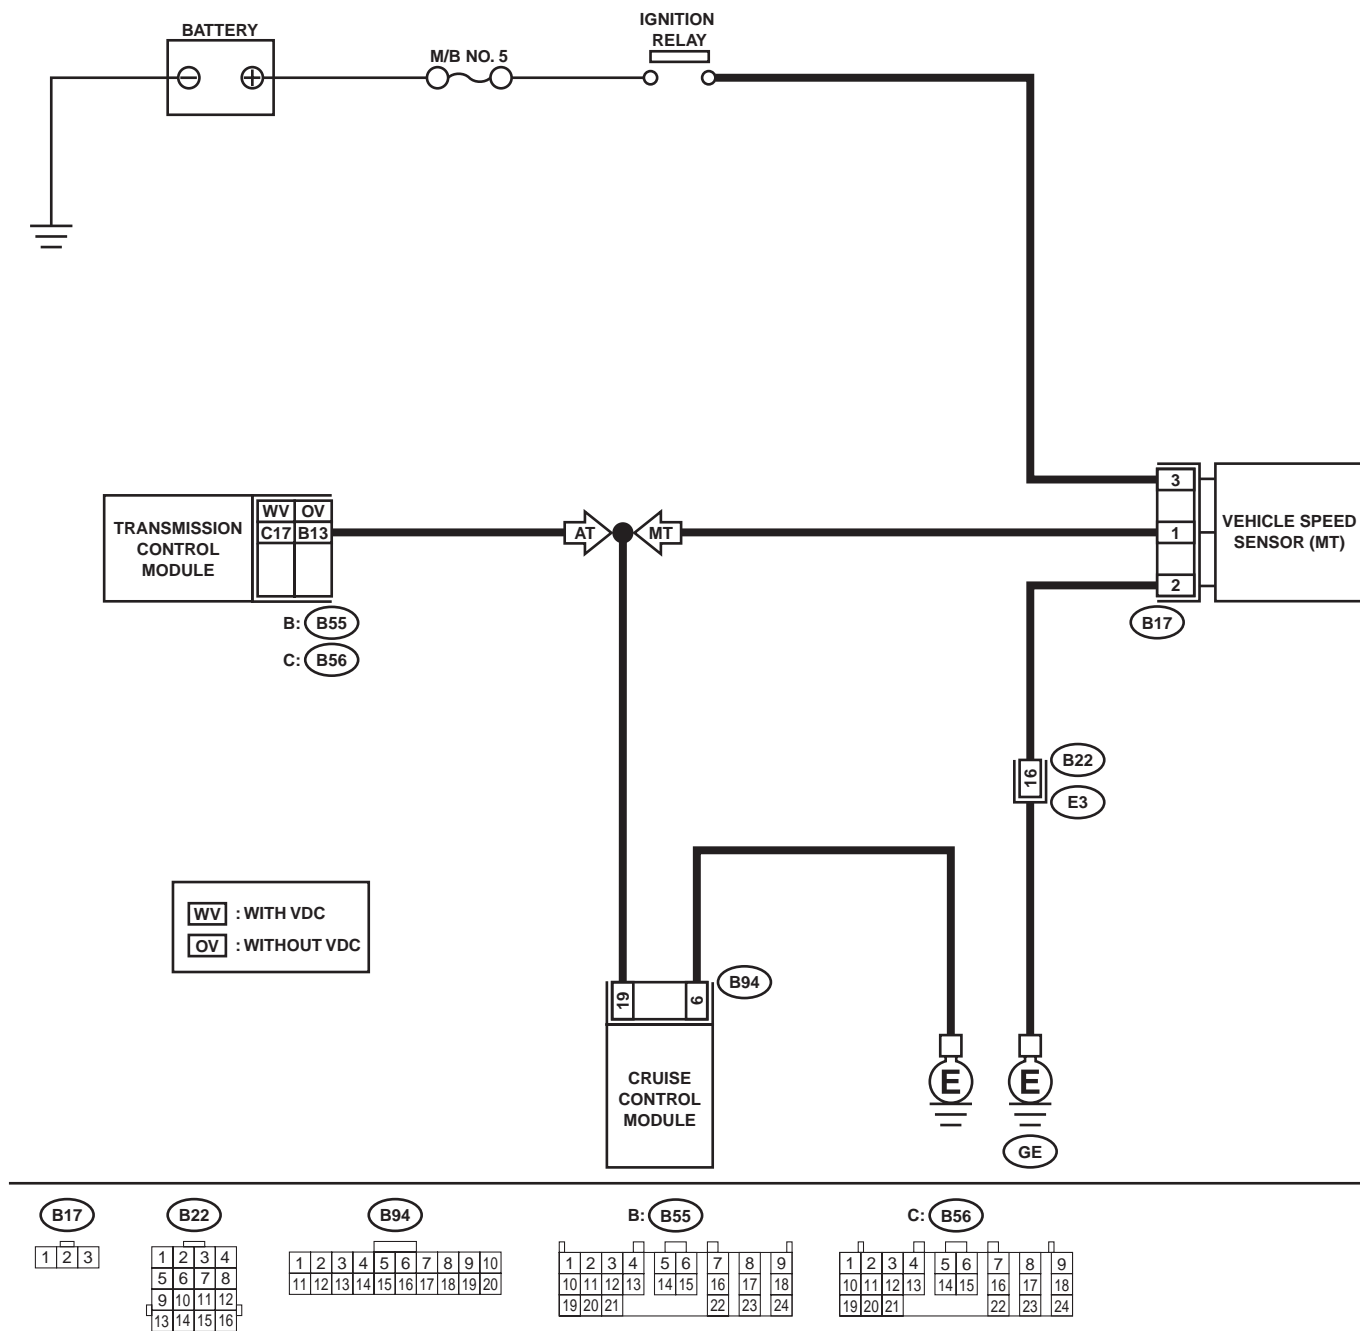 IGNITION
RELAY
BATTERY
M/B NO. 5
TRANSMISSION
CONTROL
MODULE
WV OV
C17 B13
AT
MT
3
1
2
VEHICLE SPEED
SENSOR (MT)
B: B55
C: B56
B17
B22
16
E3
WV : WITH VDC
OV : WITHOUT VDC
B94
19
6
CRUISE
CONTROL
MODULE
E
E
GE
B17
1 2 3
B22
1 2 3 4
5 6 7 8
9 10 11 12
13 14 15 16
B94
1 2 3 4 5 6 7 8 9 10
11 12 13 14 15 16 17 18 19 20
B: B55
1 2 3 4 5 6 7 8 9
10 11 12 13 14 15 16 17 18
19 20 21 22 23 24
C: B56
1 2 3 4 5 6 7 8 9
10 11 12 13 14 15 16 17 18
19 20 21 22 23 24